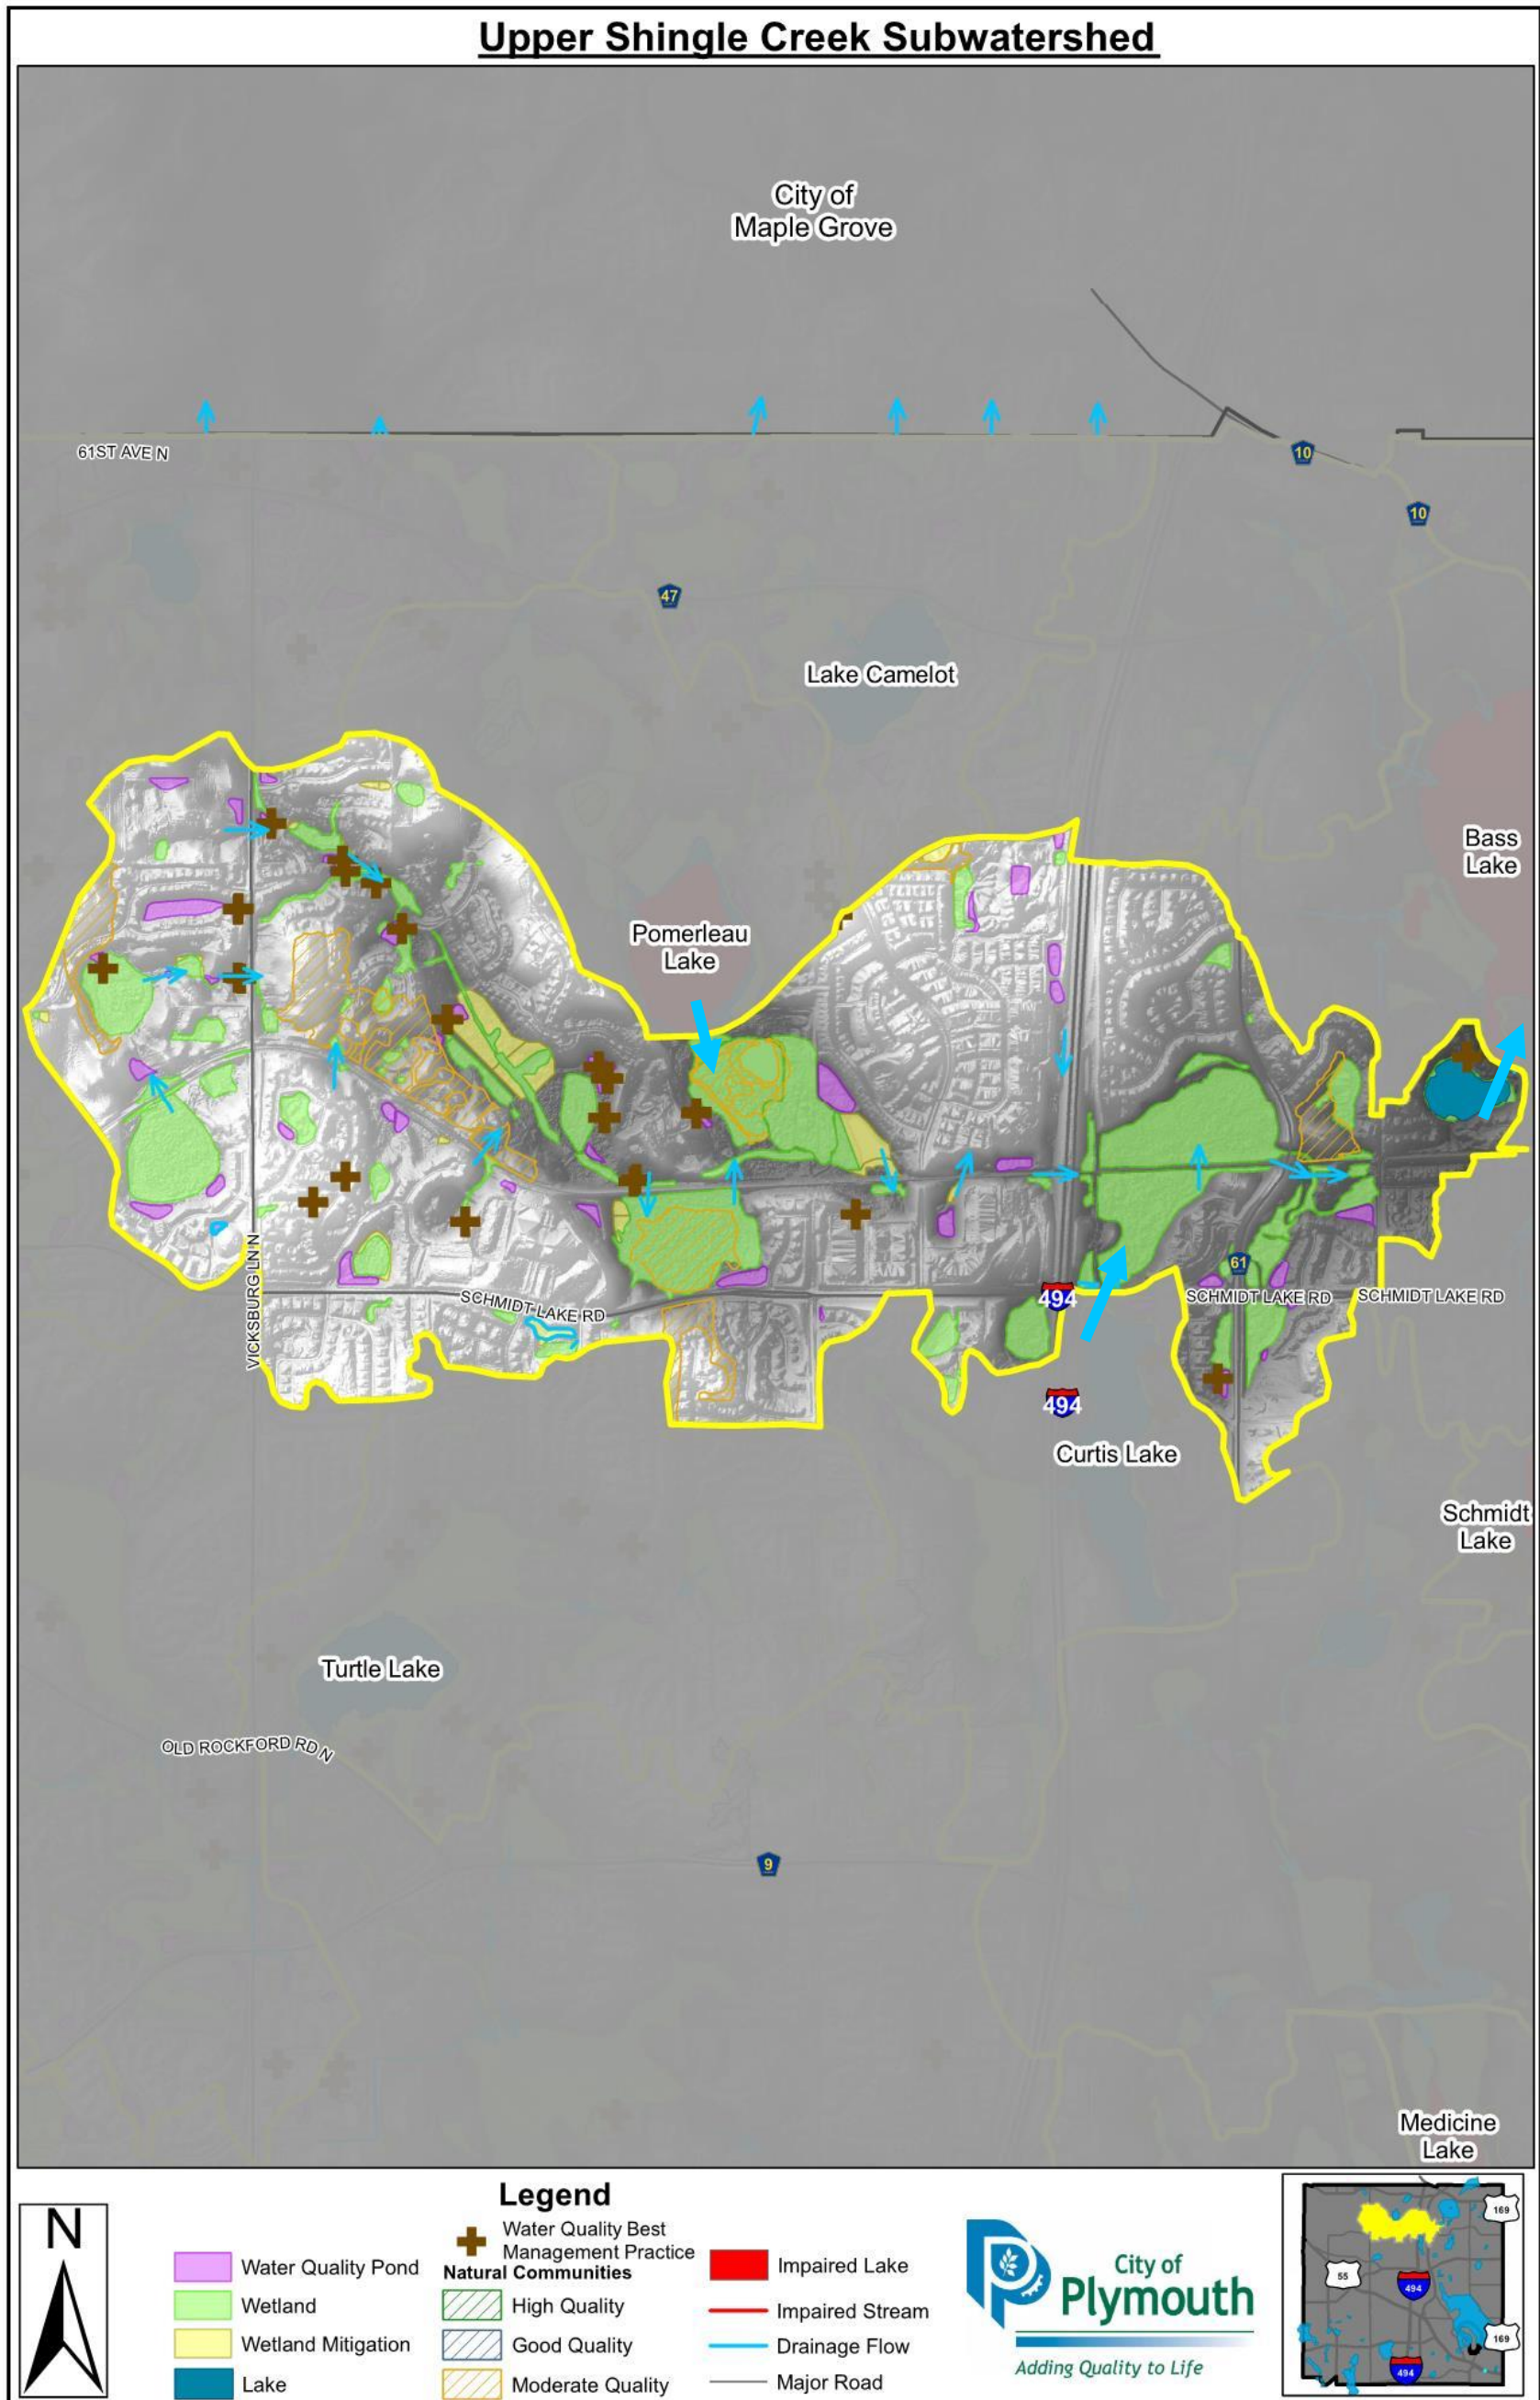 Upper Shingle Creek Subwatershed
City of
Maple Grove
61ST AVE N
10
10
47
Lake Camelot
Bass
Lake
Pomerleau
Lake
61
494
SCHMIDT LAKE RD
SCHMIDT LAKE RD
SCHMIDT LAKE RD
VICKSBURG LN N
494
Curtis Lake
Schmidt
Lake
Turtle Lake
OLD ROCKFORD RD N
9
Medicine
Lake
N
Legend
Water Quality Pond
Wetland
Wetland Mitigation
Lake
Water Quality Best
Management Practice
Natural Communities
High Quality
Good Quality
Moderate Quality
Impaired Lake
Impaired Stream
Drainage Flow
Major Road
City of
Plymouth
Adding Quality to Life
169
55
494
169
494